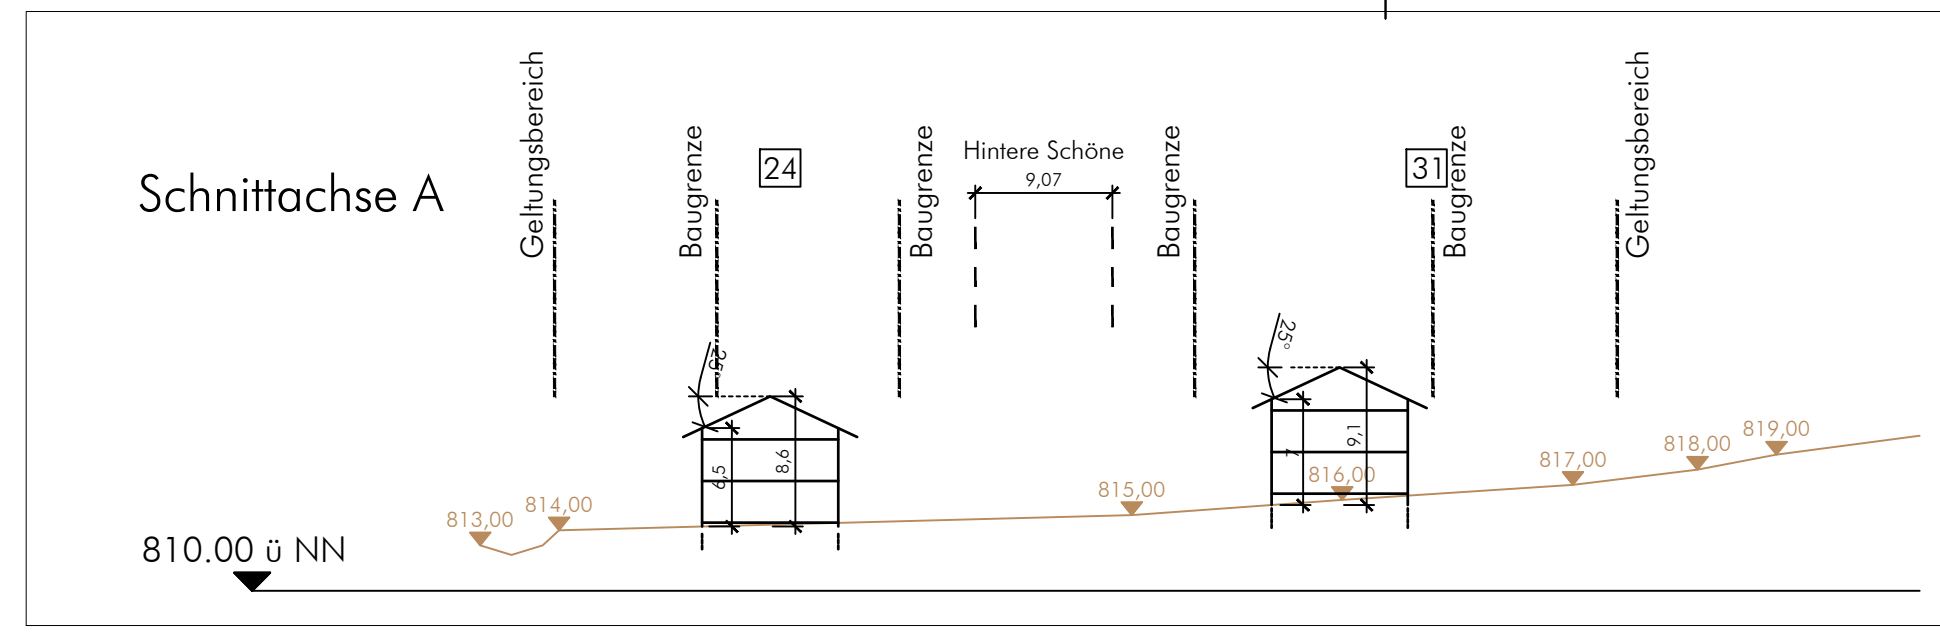 Schnittachse A
Geltungsbereich
Baugrenze
24
Baugrenze
Hintere Schöne
9,07
Baugrenze
31
Baugrenze
Geltungsbereich
25°
25°
6,5
8,6
7
9,1
813,00
814,00
815,00
816,00
817,00
818,00
819,00
810.00 ü NN